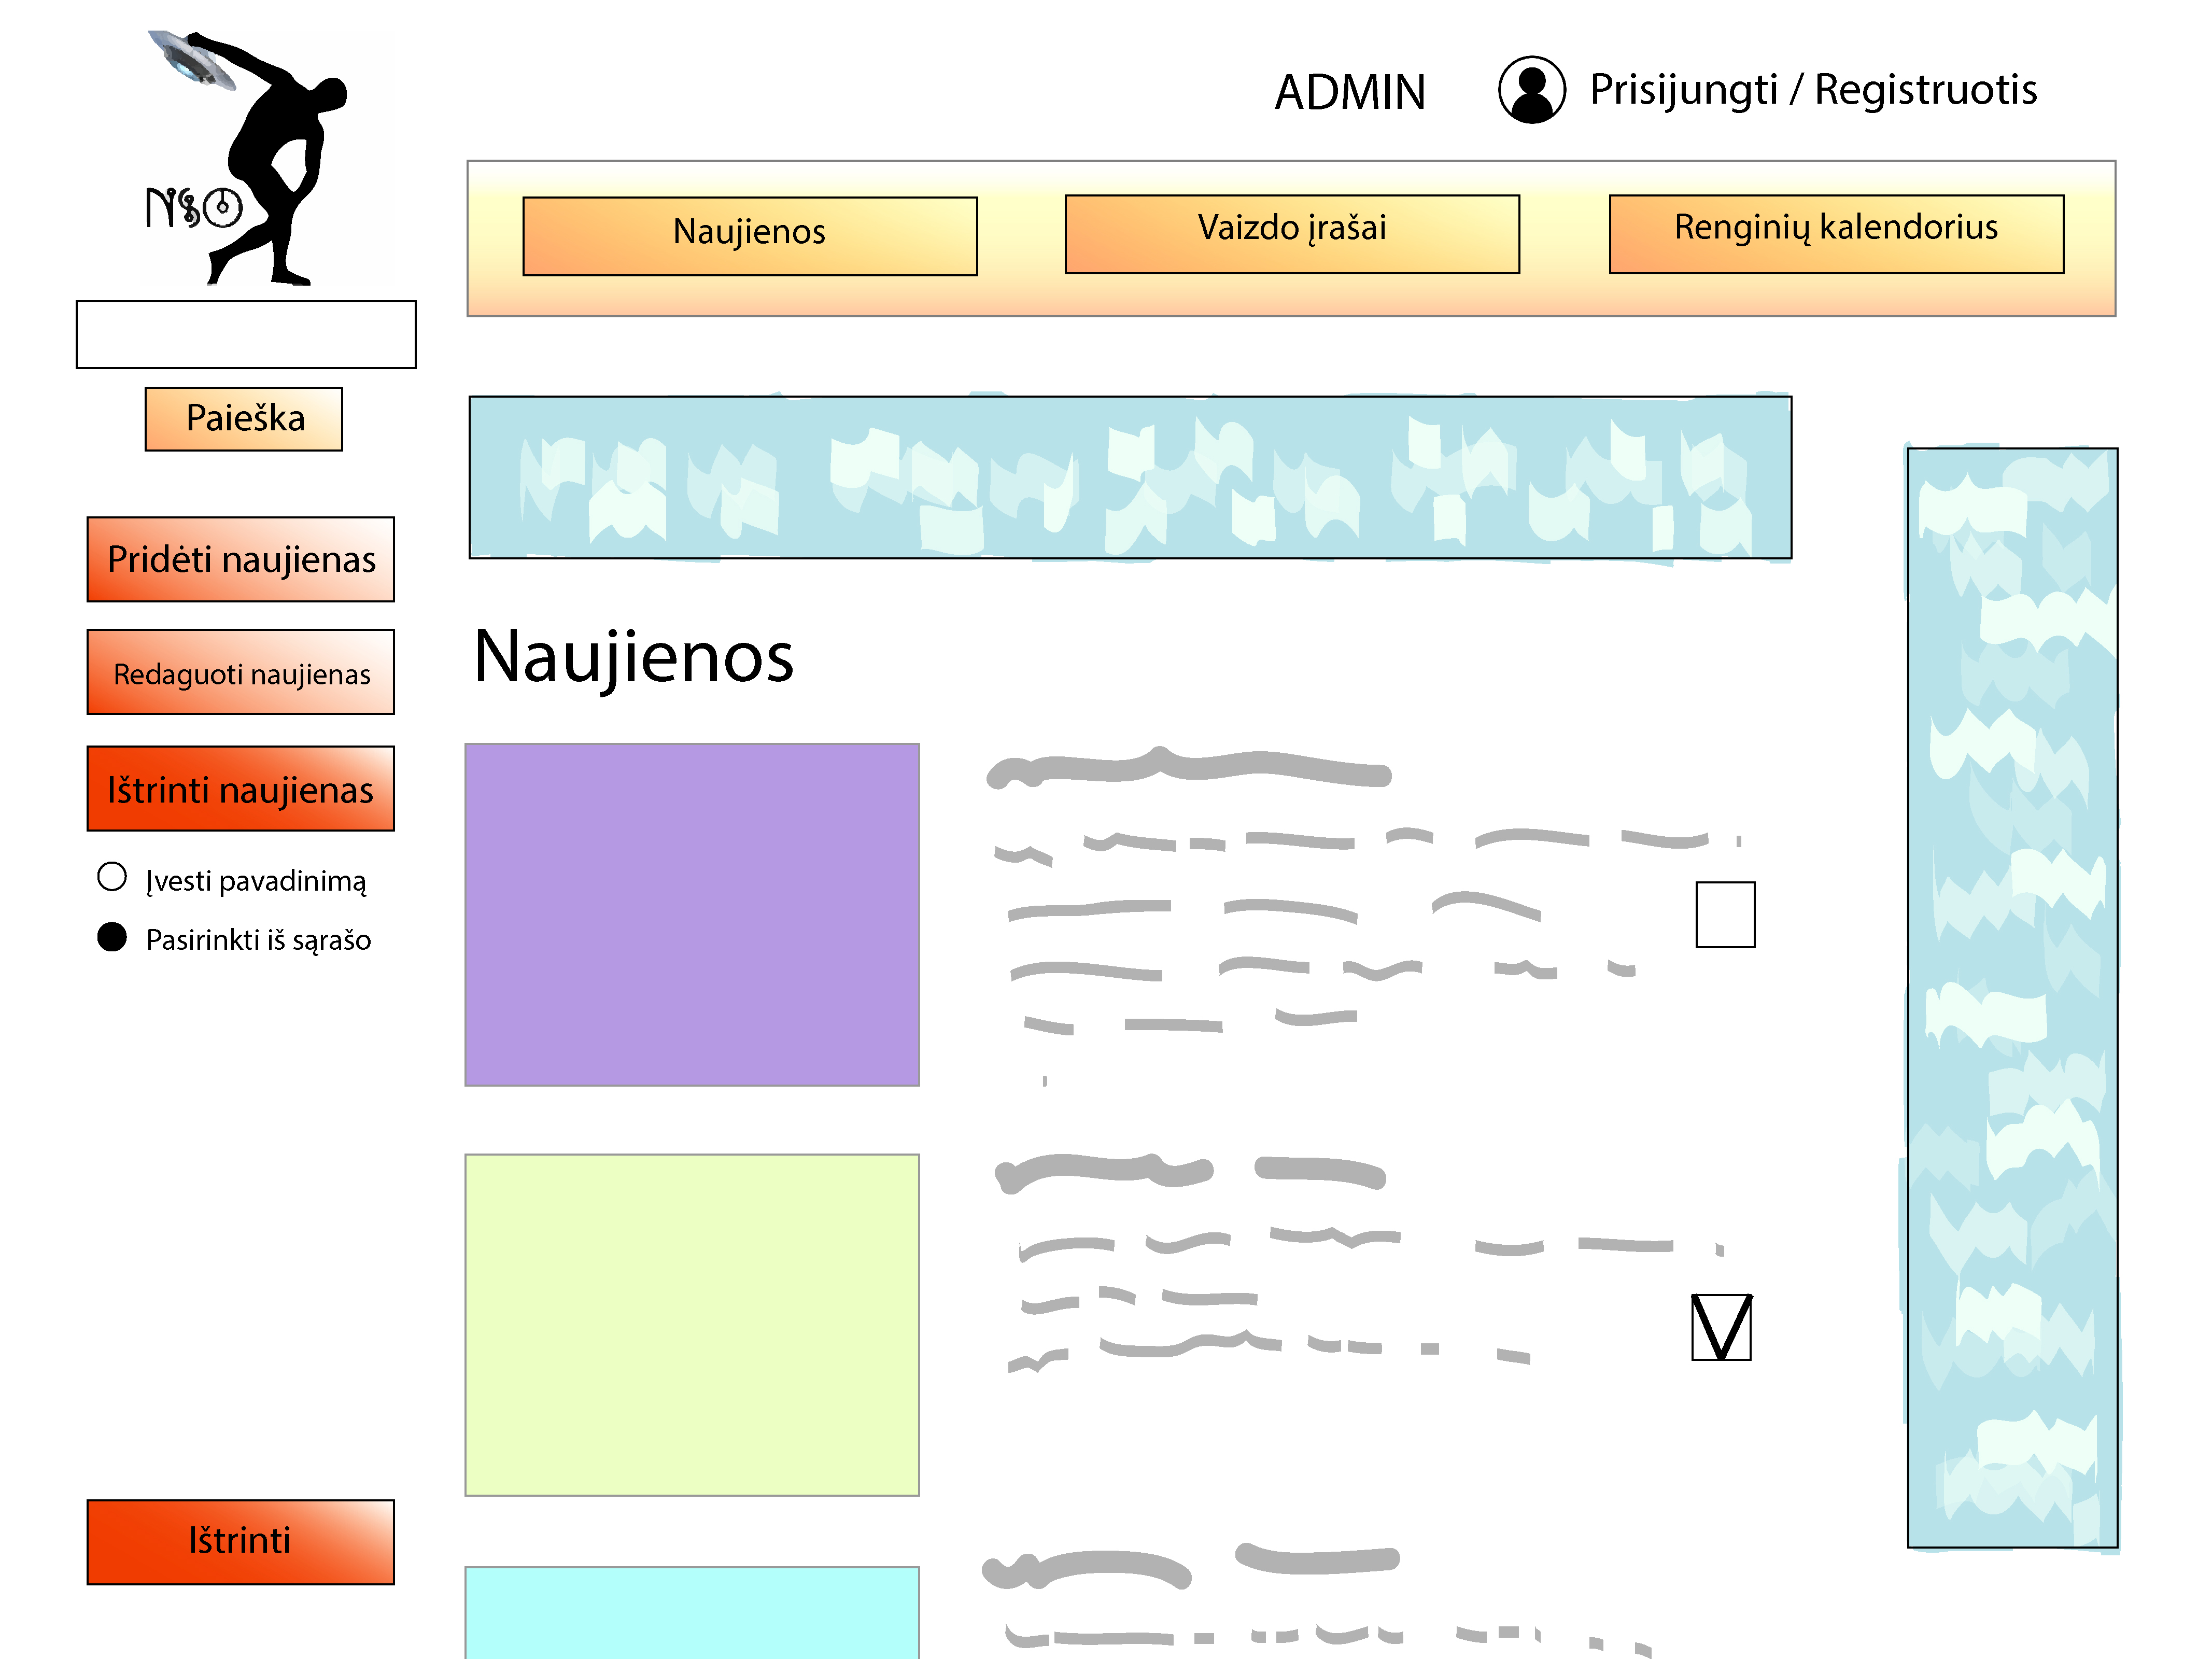 ADMIN
Prisijungti / Registruotis
Naujienos
Vaizdo įrašai
Renginių kalendorius
Paieška
Pridėti naujienas
Redaguoti naujienas
Ištrinti naujienas
Įvesti pavadinimą
Pasirinkti iš sąrašo
Naujienos
Ištrinti